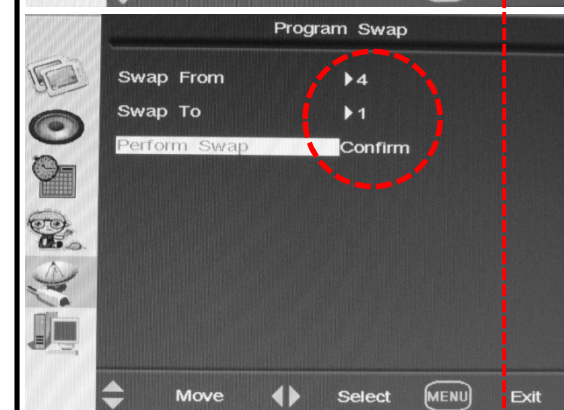 Program Swap
Swap From 4
Swap To 1
Perform Swap Confirm
Move Select MENU Exit